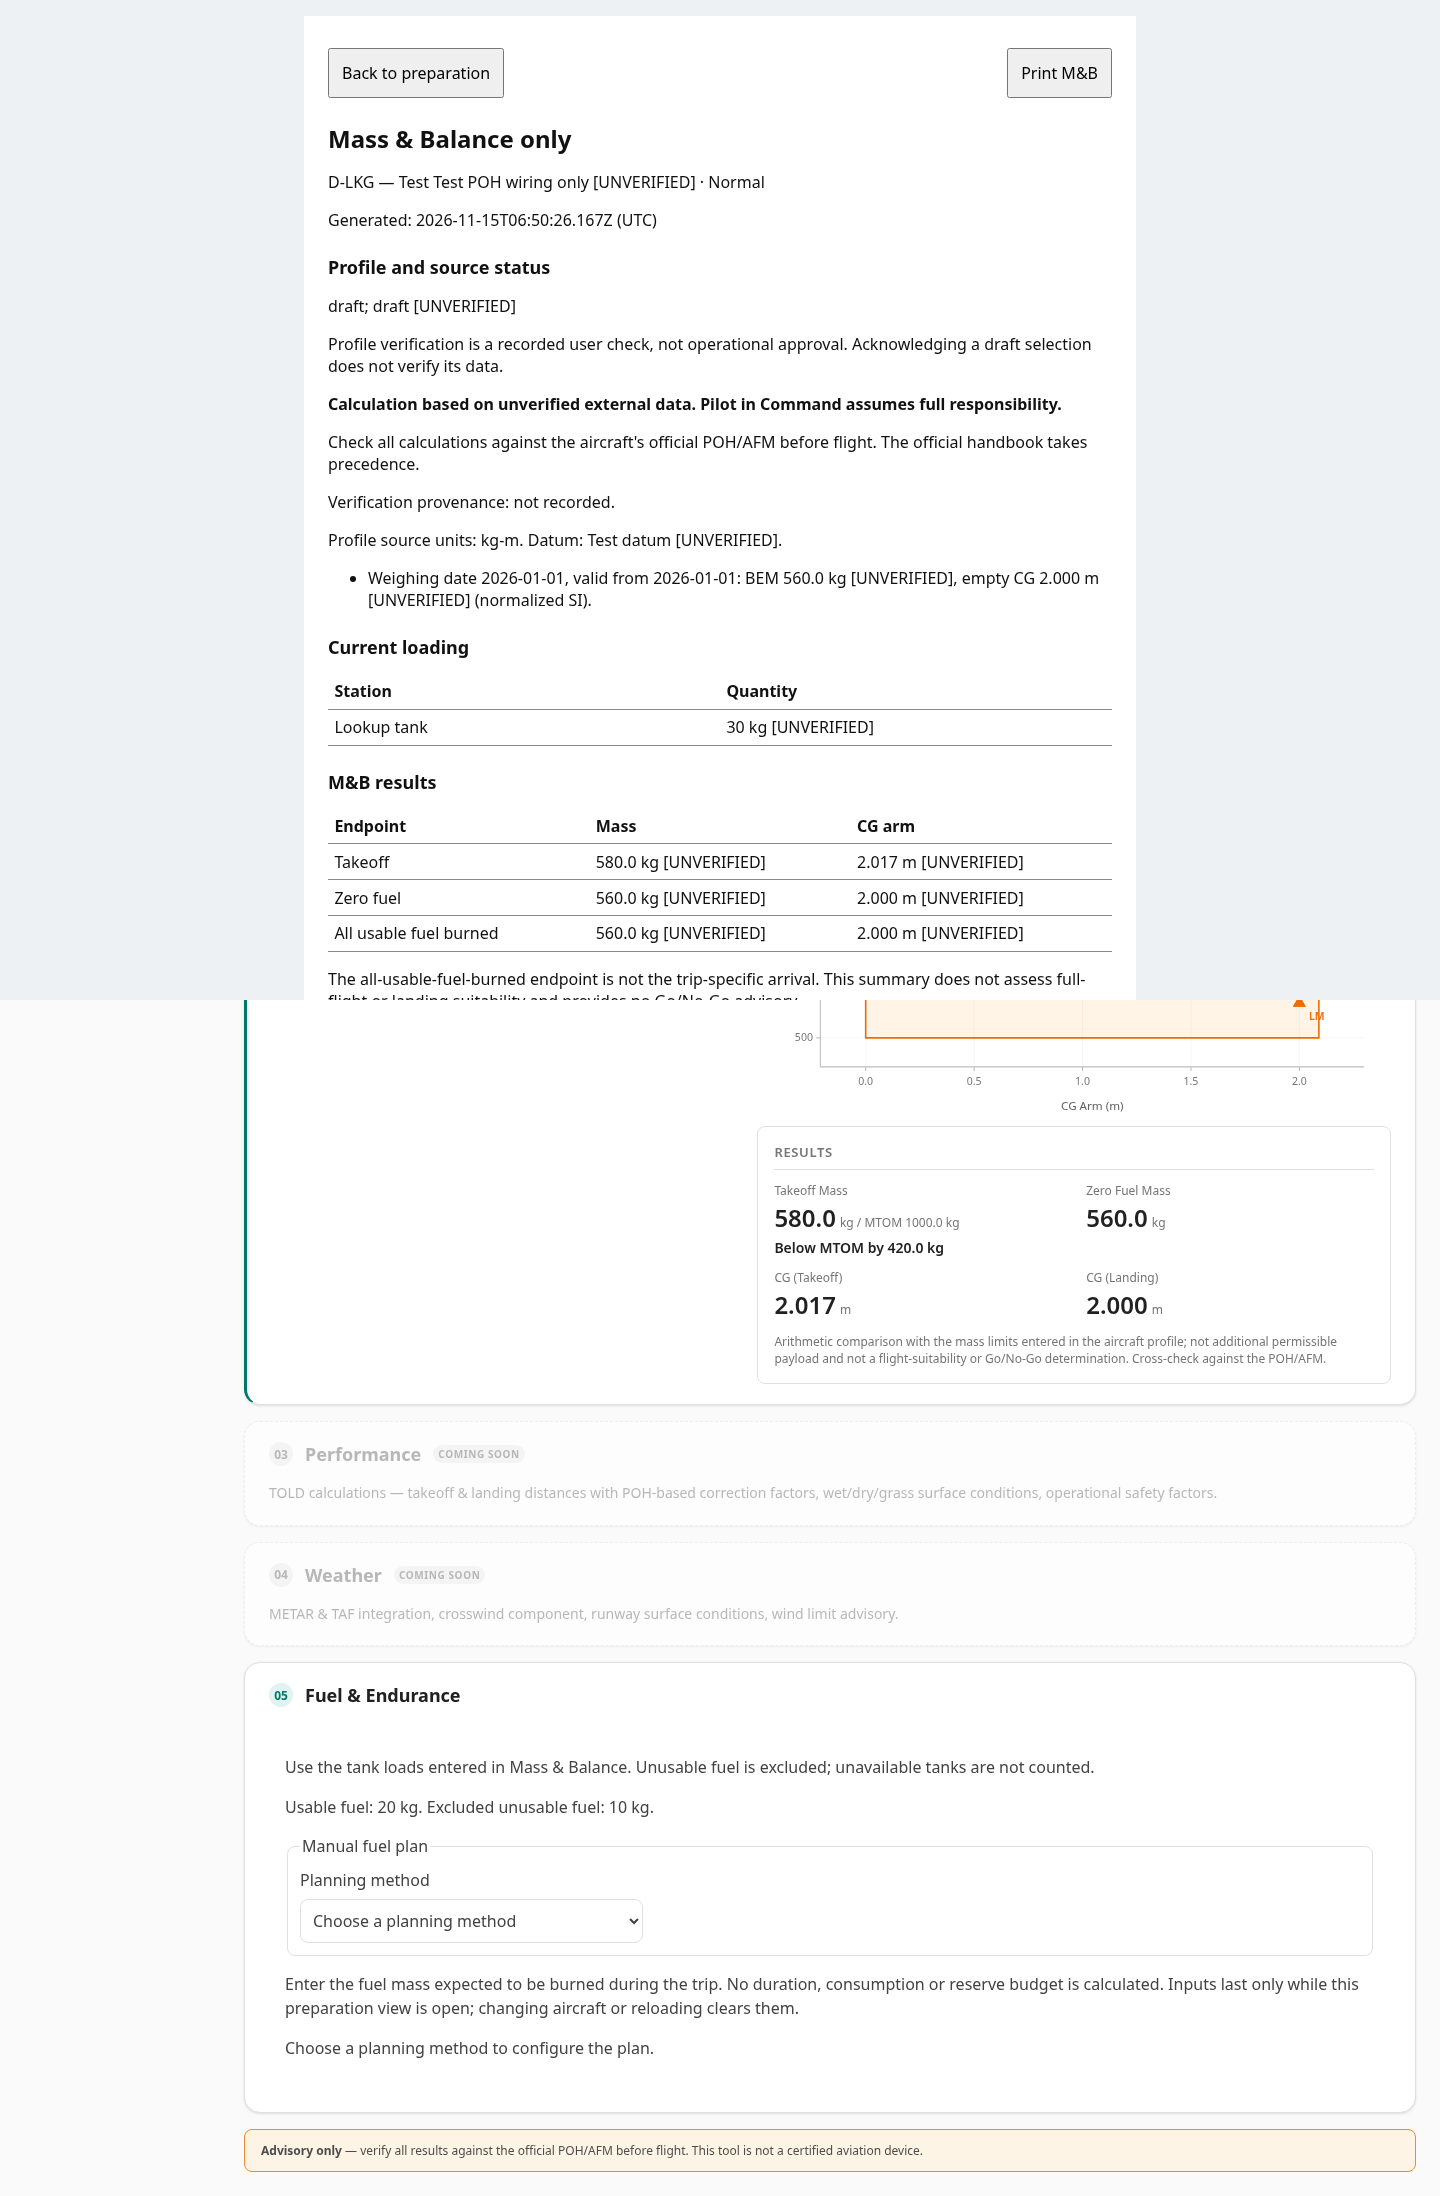 Back to preparation
Print M&B
Mass & Balance only
D-LKG — Test Test POH wiring only [UNVERIFIED] · Normal
Generated: 2026-11-15T06:50:26.167Z (UTC)
Profile and source status
draft; draft [UNVERIFIED]
Profile verification is a recorded user check, not operational approval. Acknowledging a draft selection
does not verify its data.
Calculation based on unverified external data. Pilot in Command assumes full responsibility.
Check all calculations against the aircraft's official POH/AFM before flight. The official handbook takes
precedence.
Verification provenance: not recorded.
Profile source units: kg-m. Datum: Test datum [UNVERIFIED].
• Weighing date 2026-01-01, valid from 2026-01-01: BEM 560.0 kg [UNVERIFIED], empty CG 2.000 m
[UNVERIFIED] (normalized SI).
Current loading
Station Quantity
Lookup tank 30 kg [UNVERIFIED]
M&B results
Endpoint Mass CG arm
Takeoff 580.0 kg [UNVERIFIED] 2.017 m [UNVERIFIED]
Zero fuel 560.0 kg [UNVERIFIED] 2.000 m [UNVERIFIED]
All usable fuel burned 560.0 kg [UNVERIFIED] 2.000 m [UNVERIFIED]
The all-usable-fuel-burned endpoint is not the trip-specific arrival. This summary does not assess full-
flight or landing suitability and provides no Go/No-Go advisory.
LM
500
0.0 0.5 1.0 1.5 2.0
CG Arm (m)
RESULTS
Takeoff Mass Zero Fuel Mass
580.0 kg / MTOM 1000.0 kg 560.0 kg
Below MTOM by 420.0 kg
CG (Takeoff) CG (Landing)
2.017 m 2.000 m
Arithmetic comparison with the mass limits entered in the aircraft profile; not additional permissible
payload and not a flight-suitability or Go/No-Go determination. Cross-check against the POH/AFM.
03 Performance COMING SOON
TOLD calculations — takeoff & landing distances with POH-based correction factors, wet/dry/grass surface conditions, operational safety factors.
04 Weather COMING SOON
METAR & TAF integration, crosswind component, runway surface conditions, wind limit advisory.
05 Fuel & Endurance
Use the tank loads entered in Mass & Balance. Unusable fuel is excluded; unavailable tanks are not counted.
Usable fuel: 20 kg. Excluded unusable fuel: 10 kg.
Manual fuel plan
Planning method
Choose a planning method
Enter the fuel mass expected to be burned during the trip. No duration, consumption or reserve budget is calculated. Inputs last only while this
preparation view is open; changing aircraft or reloading clears them.
Choose a planning method to configure the plan.
Advisory only — verify all results against the official POH/AFM before flight. This tool is not a certified aviation device.